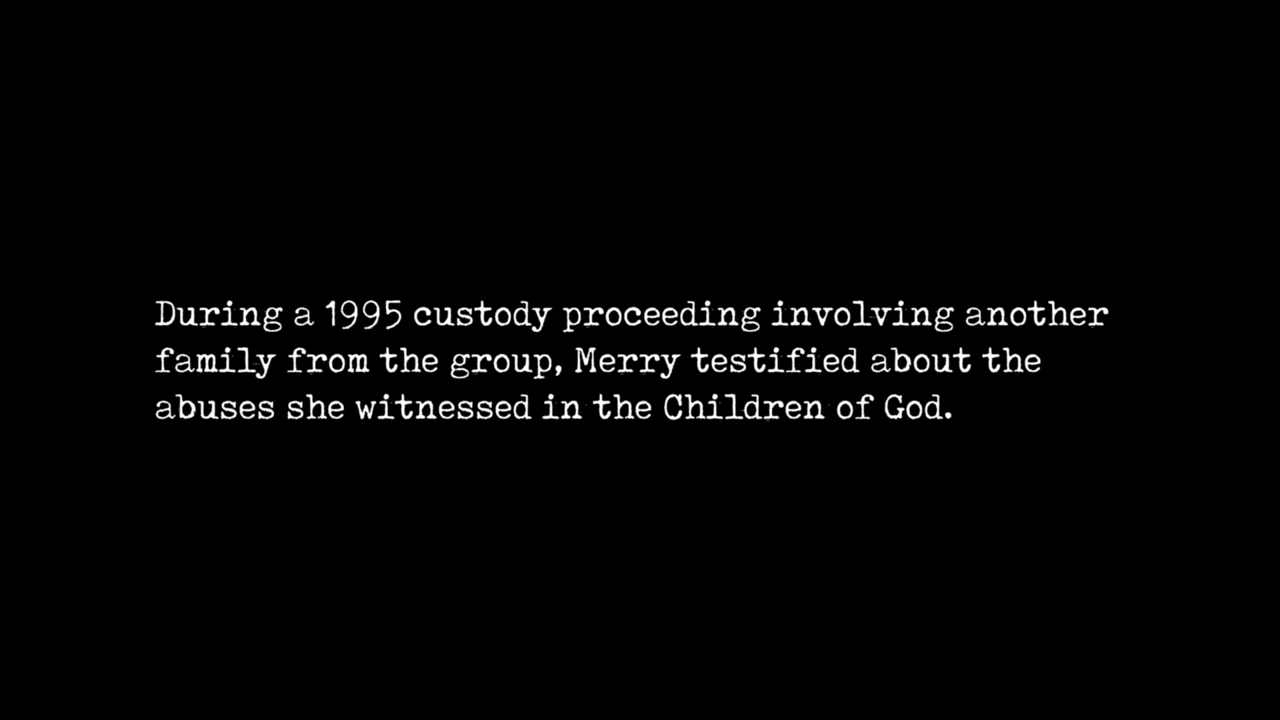 During a 1995 custody proceeding involving another
family from the group, Merry testified about the
abuses she witnessed in the Children of God.